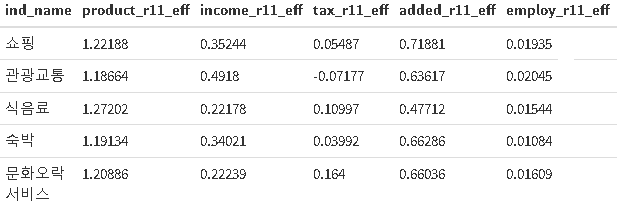 ind_name product_r11_eff income_r11_eff tax_r11_eff added_r11_eff employ_r11_eff
쇼핑 1.22188 0.35244 0.05487 0.71881 0.01935
관광교통 1.18664 0.4918 -0.07177 0.63617 0.02045
식음료 1.27202 0.22178 0.10997 0.47712 0.01544
숙박 1.19134 0.34021 0.03992 0.66286 0.01084
문화오락 1.20886 0.22239 0.164 0.66036 0.01609
서비스